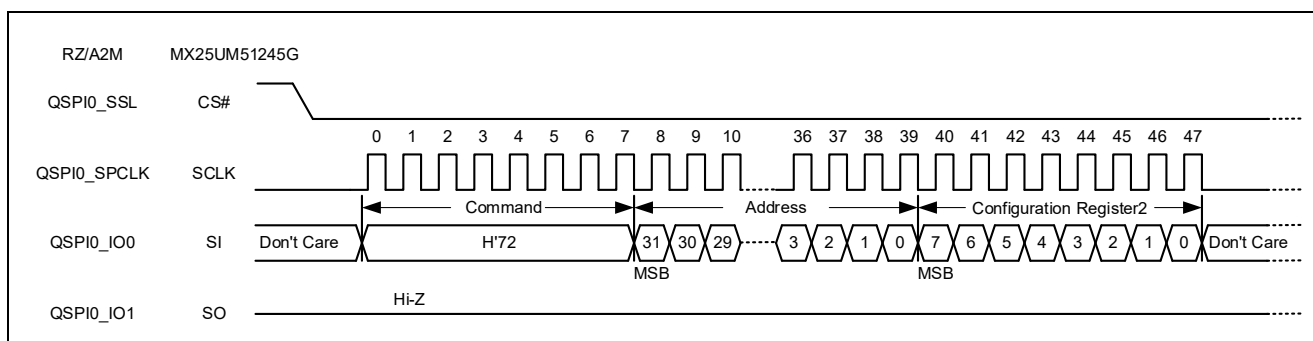 RZ/A2M MX25UM51245G
QSPI0_SSL CS#
0 1 2 3 4 5 6 7 8 9 10 36 37 38 39 40 41 42 43 44 45 46 47
QSPI0_SPCLK SCLK
Command Address Configuration Register2
QSPI0_IO0 SI Don't Care H'72 31 30 29 3 2 1 0 7 6 5 4 3 2 1 0 Don't Care
MSB MSB
Hi-Z
QSPI0_IO1 SO